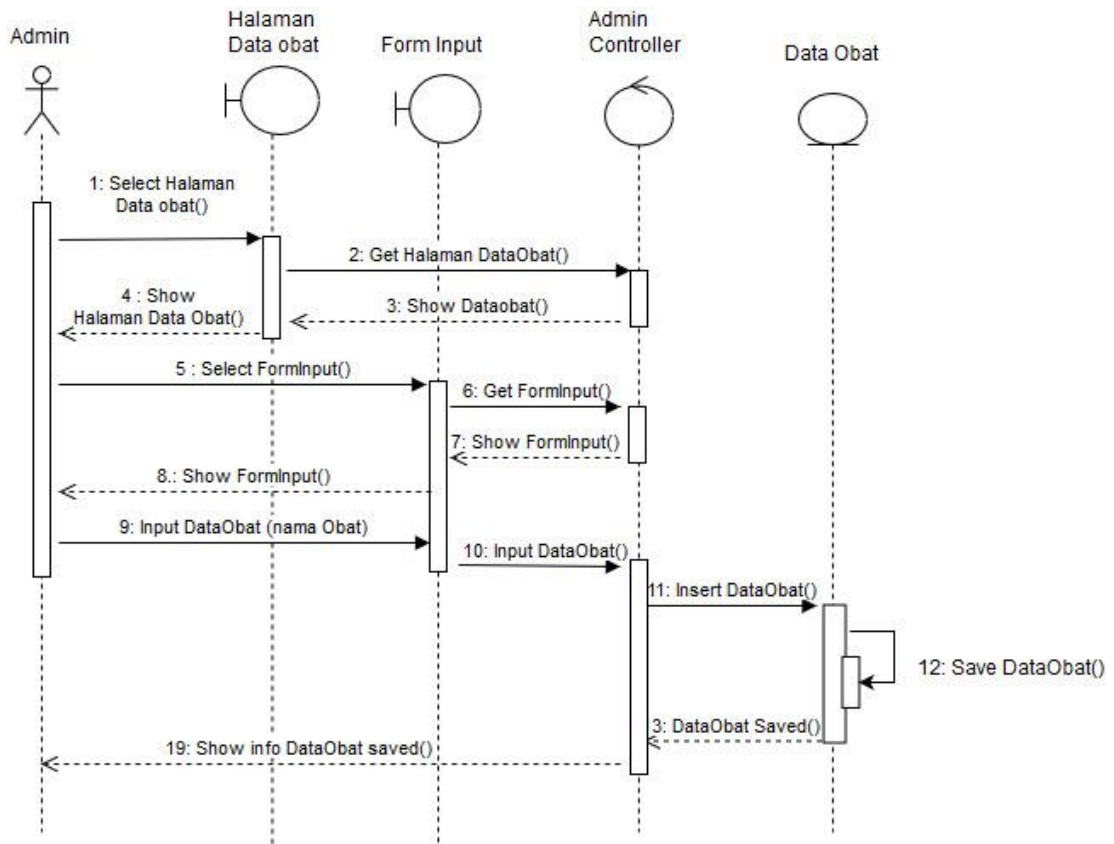 Admin
Halaman
Data obat
Form Input
Admin
Controller
Data Obat
1: Select Halaman
Data obat()
2: Get Halaman DataObat()
3: Show Dataobat()
4 : Show
Halaman Data Obat()
5 : Select FormInput()
6: Get FormInput()
7: Show FormInput()
8.: Show FormInput()
9: Input DataObat (nama Obat)
10: Input DataObat()
11: Insert DataObat()
12: Save DataObat()
3: DataObat Saved()
19: Show info DataObat saved()